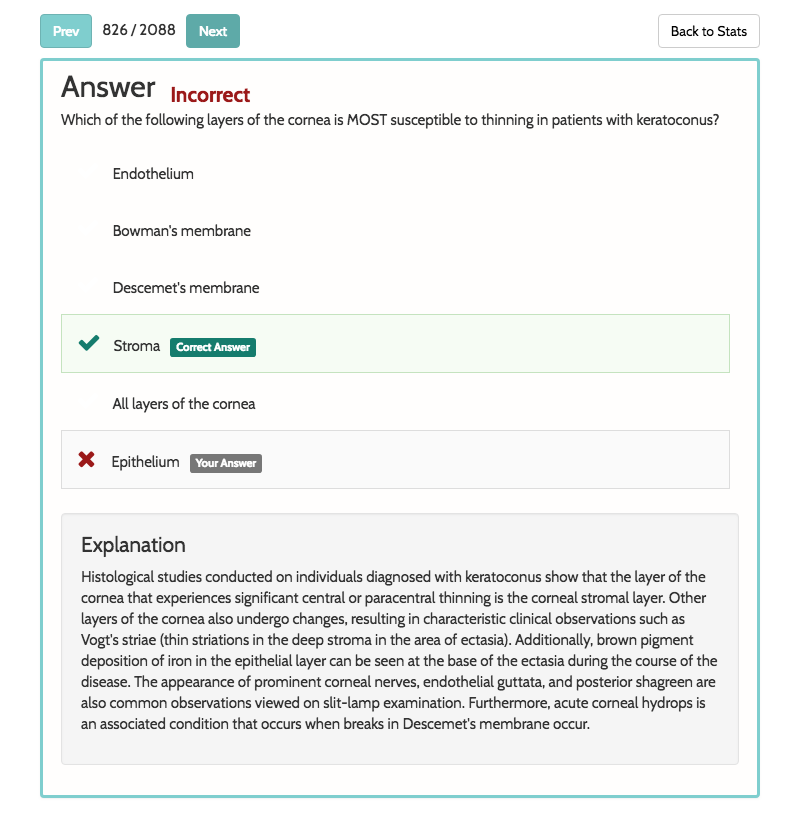 Prev 826 / 2088 Next Back to Stats
Answer Incorrect
Which of the following layers of the cornea is MOST susceptible to thinning in patients with keratoconus?
Endothelium
Bowman's membrane
Descemet's membrane
Stroma Correct Answer
All layers of the cornea
Epithelium Your Answer
Explanation
Histological studies conducted on individuals diagnosed with keratoconus show that the layer of the
cornea that experiences significant central or paracentral thinning is the corneal stromal layer. Other
layers of the cornea also undergo changes, resulting in characteristic clinical observations such as
Vogt's striae (thin striations in the deep stroma in the area of ectasia). Additionally, brown pigment
deposition of iron in the epithelial layer can be seen at the base of the ectasia during the course of the
disease. The appearance of prominent corneal nerves, endothelial guttata, and posterior shagreen are
also common observations viewed on slit-lamp examination. Furthermore, acute corneal hydrops is
an associated condition that occurs when breaks in Descemet's membrane occur.